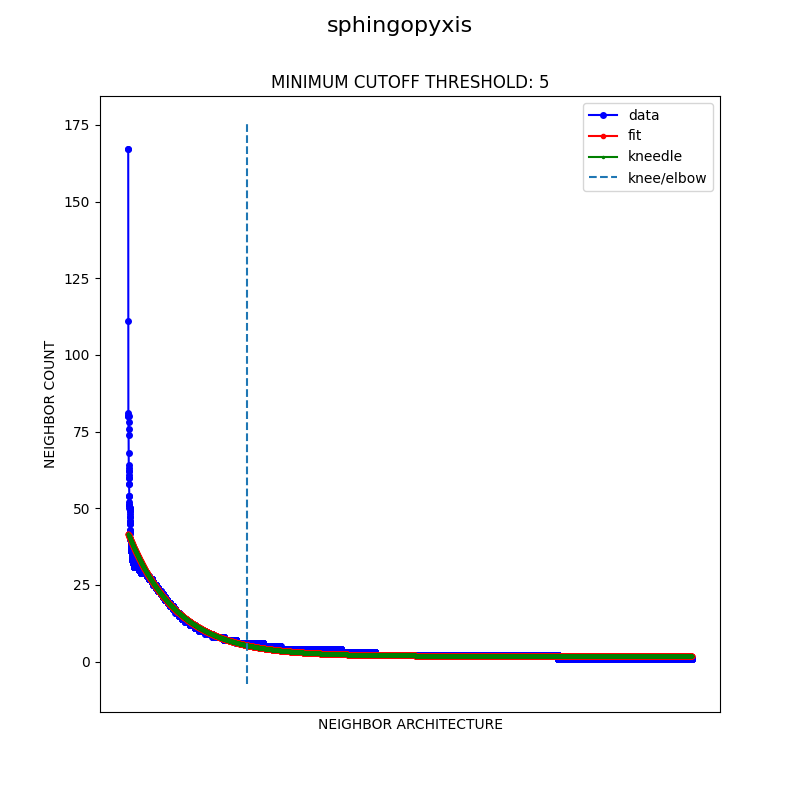 sphingopyxis
MINIMUM CUTOFF THRESHOLD: 5
data
fit
kneedle
knee/elbow
175
150
125
100
75
50
25
0
NEIGHBOR COUNT
NEIGHBOR ARCHITECTURE